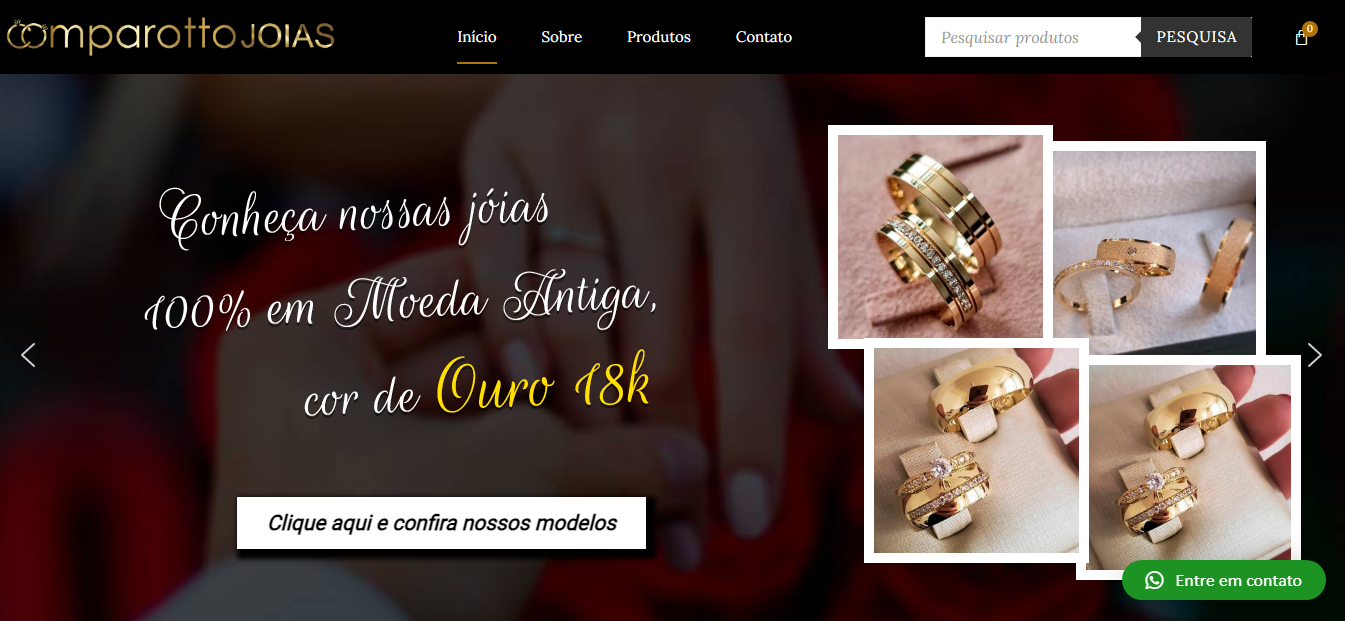 Comparotto JOIAS
Início
Sobre
Produtos
Contato
Pesquisar produtos
PESQUISA
0
Conheça nossas jóias
100% em Moeda Antiga,
cor de Ouro 18k
Clique aqui e confira nossos modelos
Entre em contato